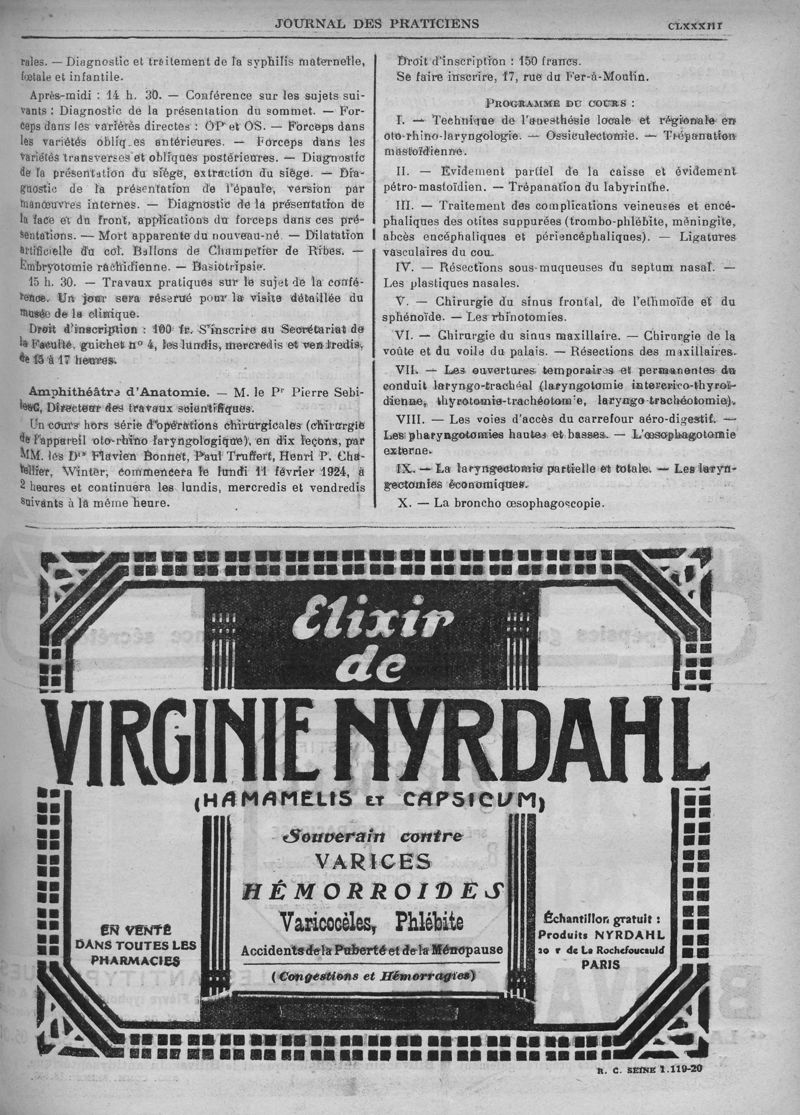 JOURNAL DES PRATICIENS
CLXXXIII
rales. — Diagnostic et traitement de la syphilis maternelle,
fœtale et infantile.
Après-midi : 14 h. 30. — Conférence sur les sujets sui-
vants : Diagnostic de la présentation du sommet. — For-
ceps dans les variétés directes : OP et OS. — Forceps dans
les variétés obliques antérieures. — Forceps dans les
variétés transverses et obliques postérieures. — Diagnostic
de la présentation du siège, extraction du siège. — Dia-
gnostic de la présentation de l'épaule, version par
manœuvres internes. — Diagnostic de la présentation de
la face et du front, applications du forceps dans ces pré-
sentations. — Mort apparente du nouveau-né. — Dilatation
artificielle du col. Ballons de Champetier de Ribes. —
Embryotomie rachidienne. — Basiotripsie.
15 h. 30. — Travaux pratiques sur le sujet de la confé-
rence. Un jour sera réservé pour la visite détaillée du
musée de la clinique.
Droit d'inscription : 100 fr. S'inscrire au Secrétariat de
la Faculté, guichet nº 4, les lundis, mercredis et vendredis,
de 15 à 17 heures.
Amphithéâtre d'Anatomie. — M. le Pr Pierre Sebi-
leau, Directeur des travaux scientifiques.
Un cours hors série d'opérations chirurgicales (chirurgie
de l'appareil oto-rhino laryngologique), en dix leçons, par
MM. les Drs Flavien Bonnet, Paul Truffert, Henri P. Cha-
tellier, Winter, commencera le lundi 11 février 1924, à
2 heures et continuera les lundis, mercredis et vendredis
suivants à la même heure.
Droit d'inscription : 150 francs.
Se faire inscrire, 17, rue du Fer-à-Moulin.
PROGRAMME DU COURS :
I. — Technique de l'anesthésie locale et régionale en
oto-rhino-laryngologie. — Ossiculectomie. — Trépanation
mastoïdienne.
II. — Evidement partiel de la caisse et évidement
pétro-mastoïdien. — Trépanation du labyrinthe.
III. — Traitement des complications veineuses et encé-
phaliques des otites suppurées (trombo-phlébite, méningite,
abcès encéphaliques et périencéphaliques). — Ligatures
vasculaires du cou.
IV. — Résections sous-muqueuses du septum nasal. —
Les plastiques nasales.
V. — Chirurgie du sinus frontal, de l'ethmoïde et du
sphénoïde. — Les rhinotomies.
VI. — Chirurgie du sinus maxillaire. — Chirurgie de la
voûte et du voile du palais. — Résections des maxillaires.
VII. — Les ouvertures temporaires et permanentes du
conduit laryngo-trachéal (laryngotomie intercrico-thyroï-
dienne, thyrotomie-trachéotomie, laryngo-trachéotomie).
VIII. — Les voies d'accès du carrefour aéro-digestif. —
Les pharyngotomies hautes et basses. — L'œsophagotomie
externe.
IX. — La laryngectomie partielle et totale. — Les laryn-
gectomies économiques.
X. — La broncho œsophagoscopie.
Elixir
de
VIRGINIE NYRDAHL
(HAMAMELIS ET CAPSICUM)
Souverain contre
VARICES
HÉMORROIDES
Varicocèles, Phlébite
Accidents de la Puberté et de la Ménopause
(Congestions et Hémorragies)
EN VENTE
DANS TOUTES LES
PHARMACIES
Échantillon gratuit :
Produits NYRDAHL
20 r de La Rochefoucauld
PARIS
R. C. SEINE 1.119-20